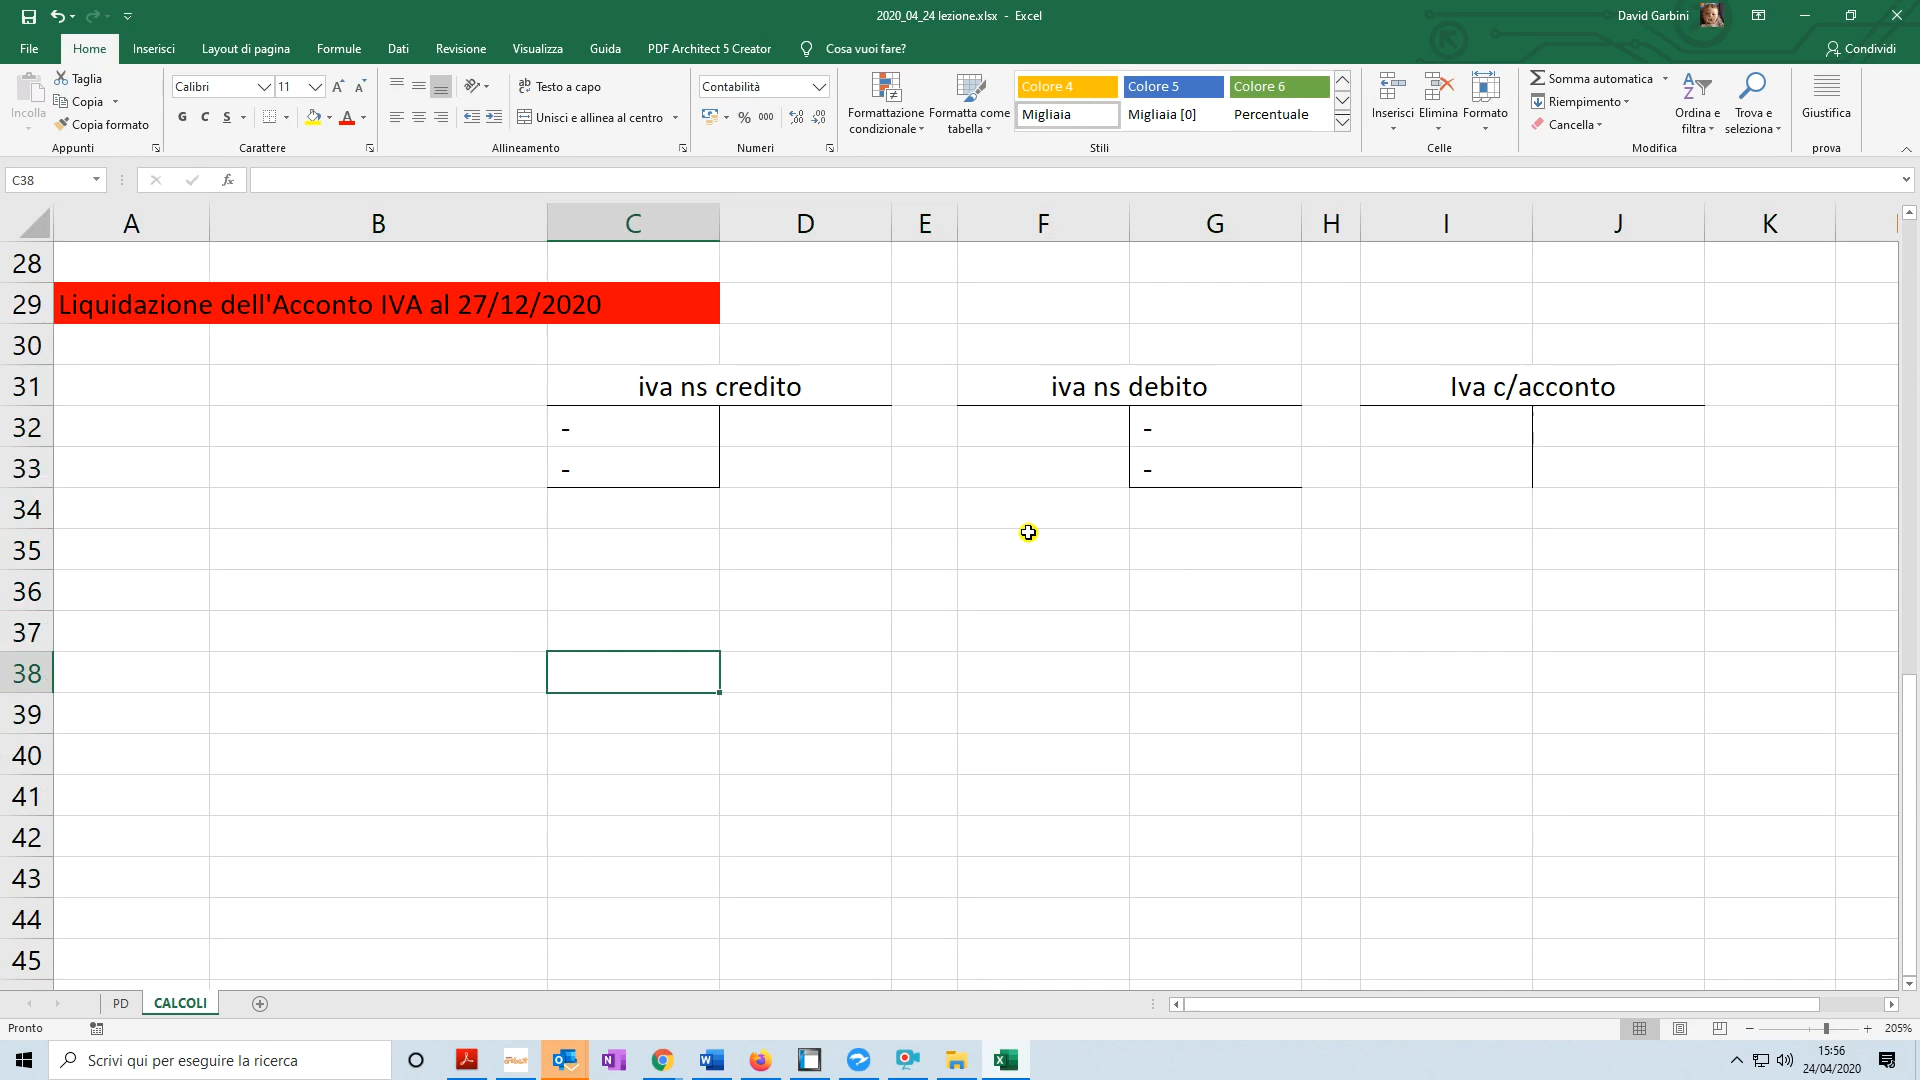 2020_04_24 lezione.xlsx - Excel
David Garbini
File Home Inserisci Layout di pagina Formule Dati Revisione Visualizza Guida PDF Architect 5 Creator Cosa vuoi fare? Condividi
Incolla
Taglia
Copia
Copia formato
Appunti
Calibri 11
G C S
Carattere
Testo a capo
Unisci e allinea al centro
Allineamento
Contabilità
% 000
Numeri
Formattazione condizionale
Formatta come tabella
Colore 4 Colore 5 Colore 6
Migliaia Migliaia [0] Percentuale
Stili
Inserisci Elimina Formato
Celle
Somma automatica
Riempimento
Cancella
Ordina e filtra
Trova e seleziona
Modifica
Giustifica
prova
C38
fx
A B C D E F G H I J K
28
29 Liquidazione dell'Acconto IVA al 27/12/2020
30
31 iva ns credito iva ns debito Iva c/acconto
32 - -
33 - -
34
35
36
37
38
39
40
41
42
43
44
45
PD CALCOLI
Pronto
205%
Scrivi qui per eseguire la ricerca
15:56
24/04/2020